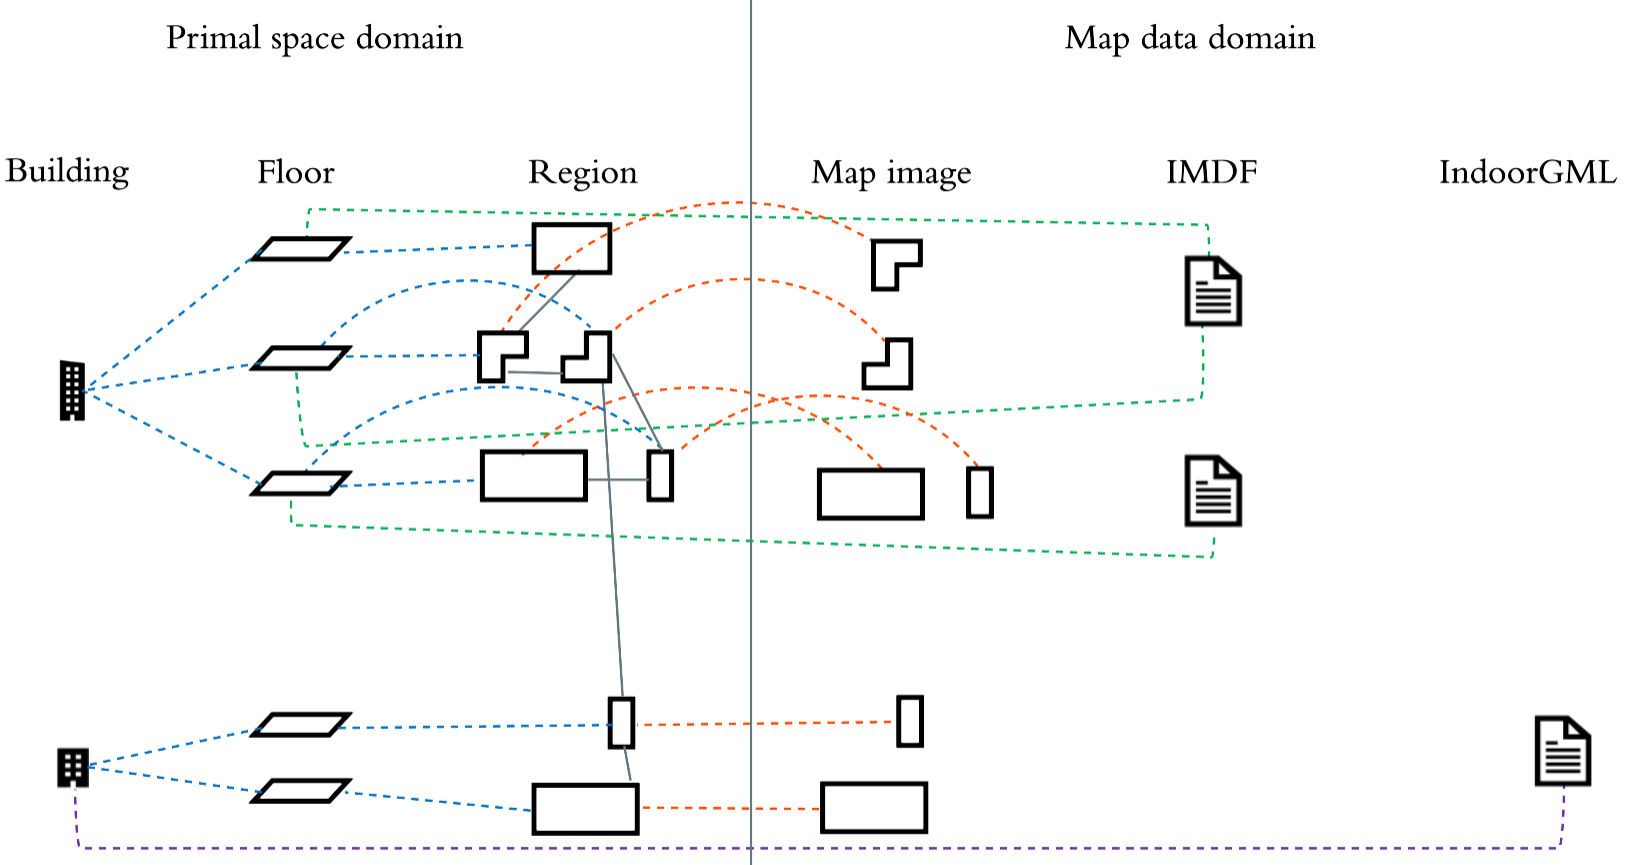 Primal space domain
Map data domain
Building
Floor
Region
Map image
IMDF
IndoorGML